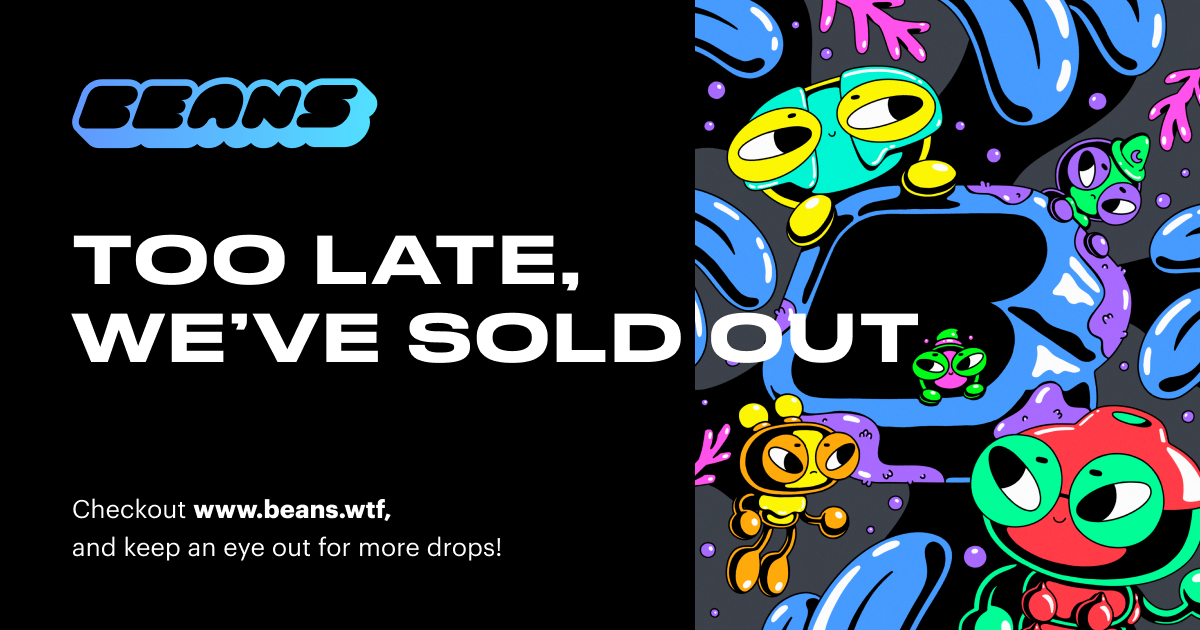 BEANS
TOO LATE,
WE’VE SOLD OUT
Checkout www.beans.wtf,
and keep an eye out for more drops!